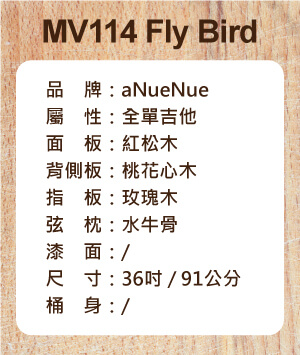 MV114 Fly Bird
品　牌：aNueNue
屬　性：全單吉他
面　板：紅松木
背側板：桃花心木
指　板：玫瑰木
弦　枕：水牛骨
漆　面：/
尺　寸：36吋 / 91公分
桶　身：/